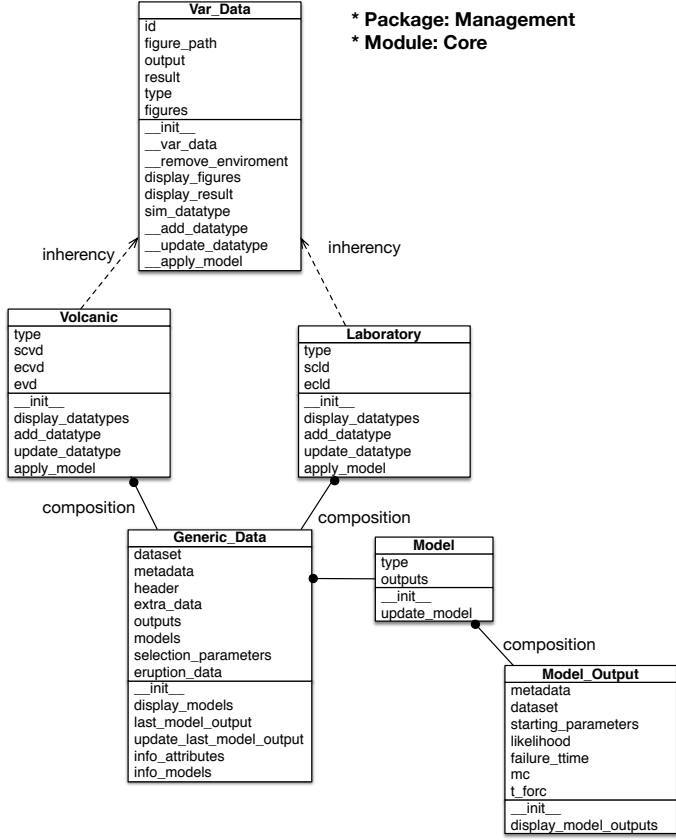 Var_Data
* Package: Management
* Module: Core
id
figure_path
output
result
type
figures
__init__
__var_data
__remove_enviroment
display_figures
display_result
sim_datatype
__add_datatype
__update_datatype
__apply_model
inherency
inherency
Volcanic
type
scvd
ecvd
evd
__init__
display_datatypes
add_datatype
update_datatype
apply_model
Laboratory
type
scld
ecld
__init__
display_datatypes
add_datatype
update_datatype
apply_model
composition
composition
Generic_Data
dataset
metadata
header
extra_data
outputs
models
selection_parameters
eruption_data
__init__
display_models
last_model_output
update_last_model_output
info_attributes
info_models
Model
type
outputs
__init__
update_model
composition
Model_Output
metadata
dataset
starting_parameters
likelihood
failure_ttime
mc
t_forc
__init__
display_model_outputs